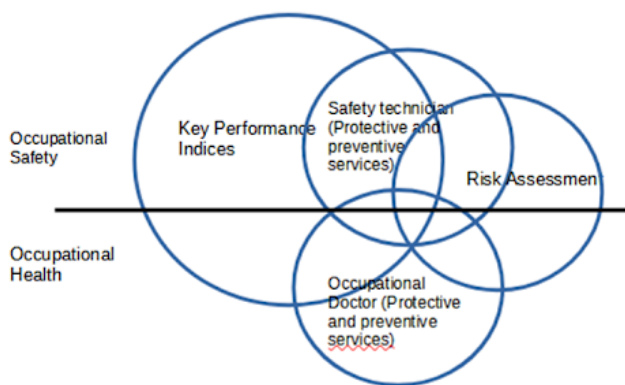 Occupational
Safety
Key Performance
Indices
Safety technician
(Protective and
preventive
services)
Risk Assessment
Occupational
Health
Occupational
Doctor (Protective
and preventive
services)